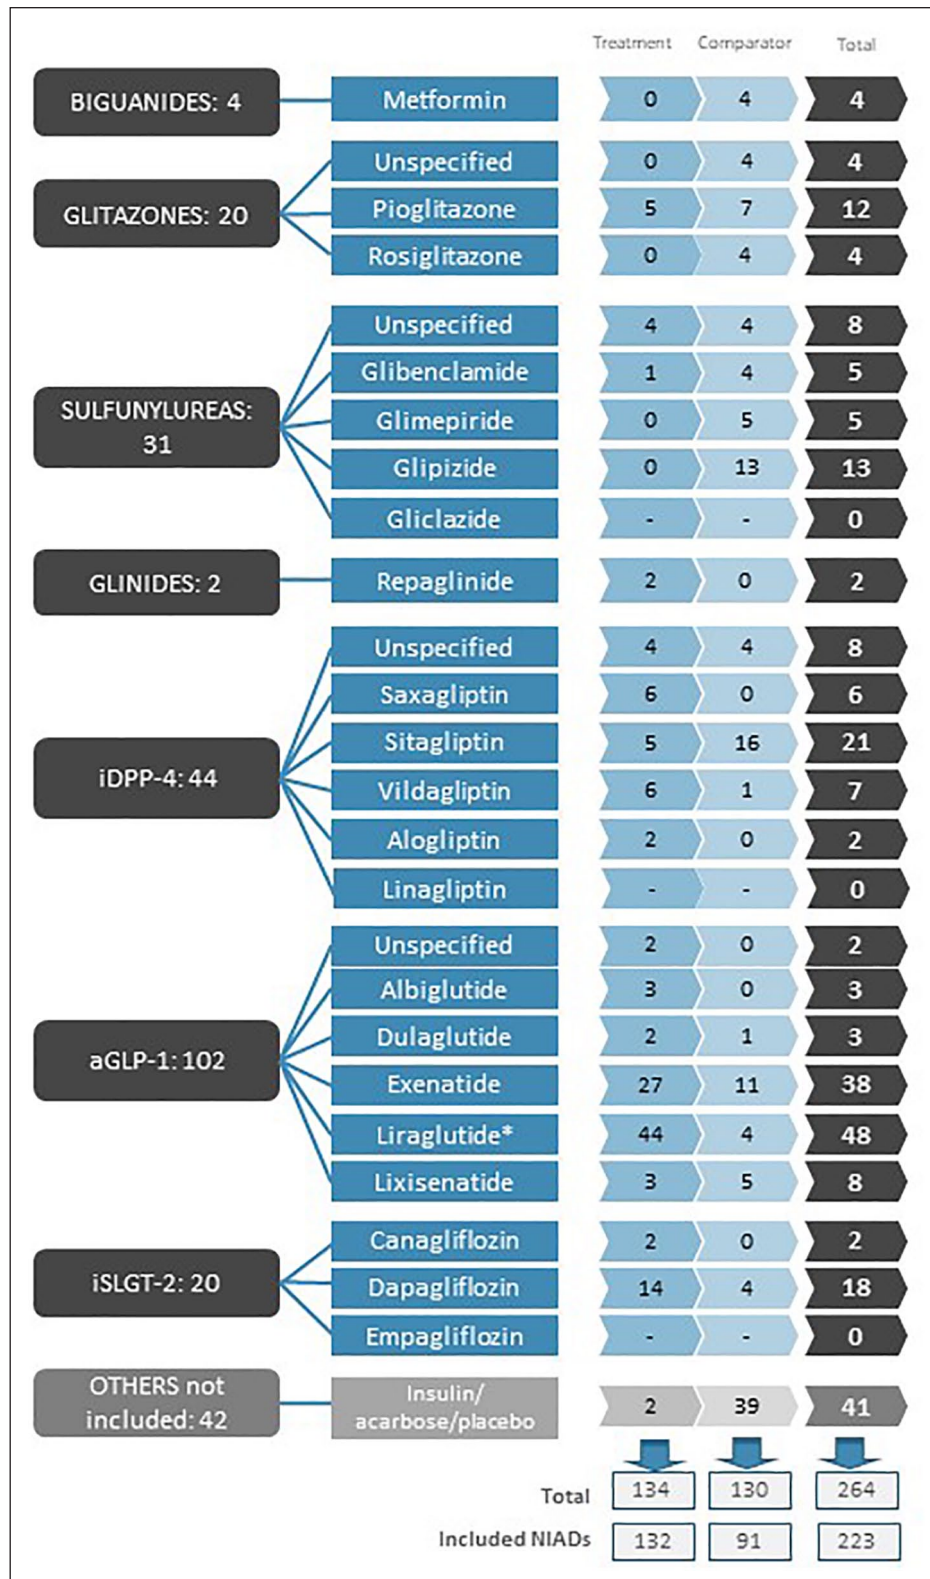 Treatment Comparator Total
BIGUANIDES: 4 Metformin 0 4 4
Unspecified 0 4 4
GLITAZONES: 20 Pioglitazone 5 7 12
Rosiglitazone 0 4 4
Unspecified 4 4 8
Glibenclamide 1 4 5
SULFUNYLUREAS:
31
Glimepiride 0 5 5
Glipizide 0 13 13
Gliclazide - - 0
GLINIDES: 2 Repaglinide 2 0 2
Unspecified 4 4 8
Saxagliptin 6 0 6
Sitagliptin 5 16 21
iDPP-4: 44
Vildagliptin 6 1 7
Alogliptin 2 0 2
Linagliptin - - 0
Unspecified 2 0 2
Albiglutide 3 0 3
Dulaglutide 2 1 3
aGLP-1: 102
Exenatide 27 11 38
Liraglutide* 44 4 48
Lixisenatide 3 5 8
Canagliflozin 2 0 2
iSLGT-2: 20 Dapagliflozin 14 4 18
Empagliflozin - - 0
OTHERS not
included: 42
Insulin/
acarbose/placebo
2 39 41
Total 134 130 264
Included NIADs 132 91 223